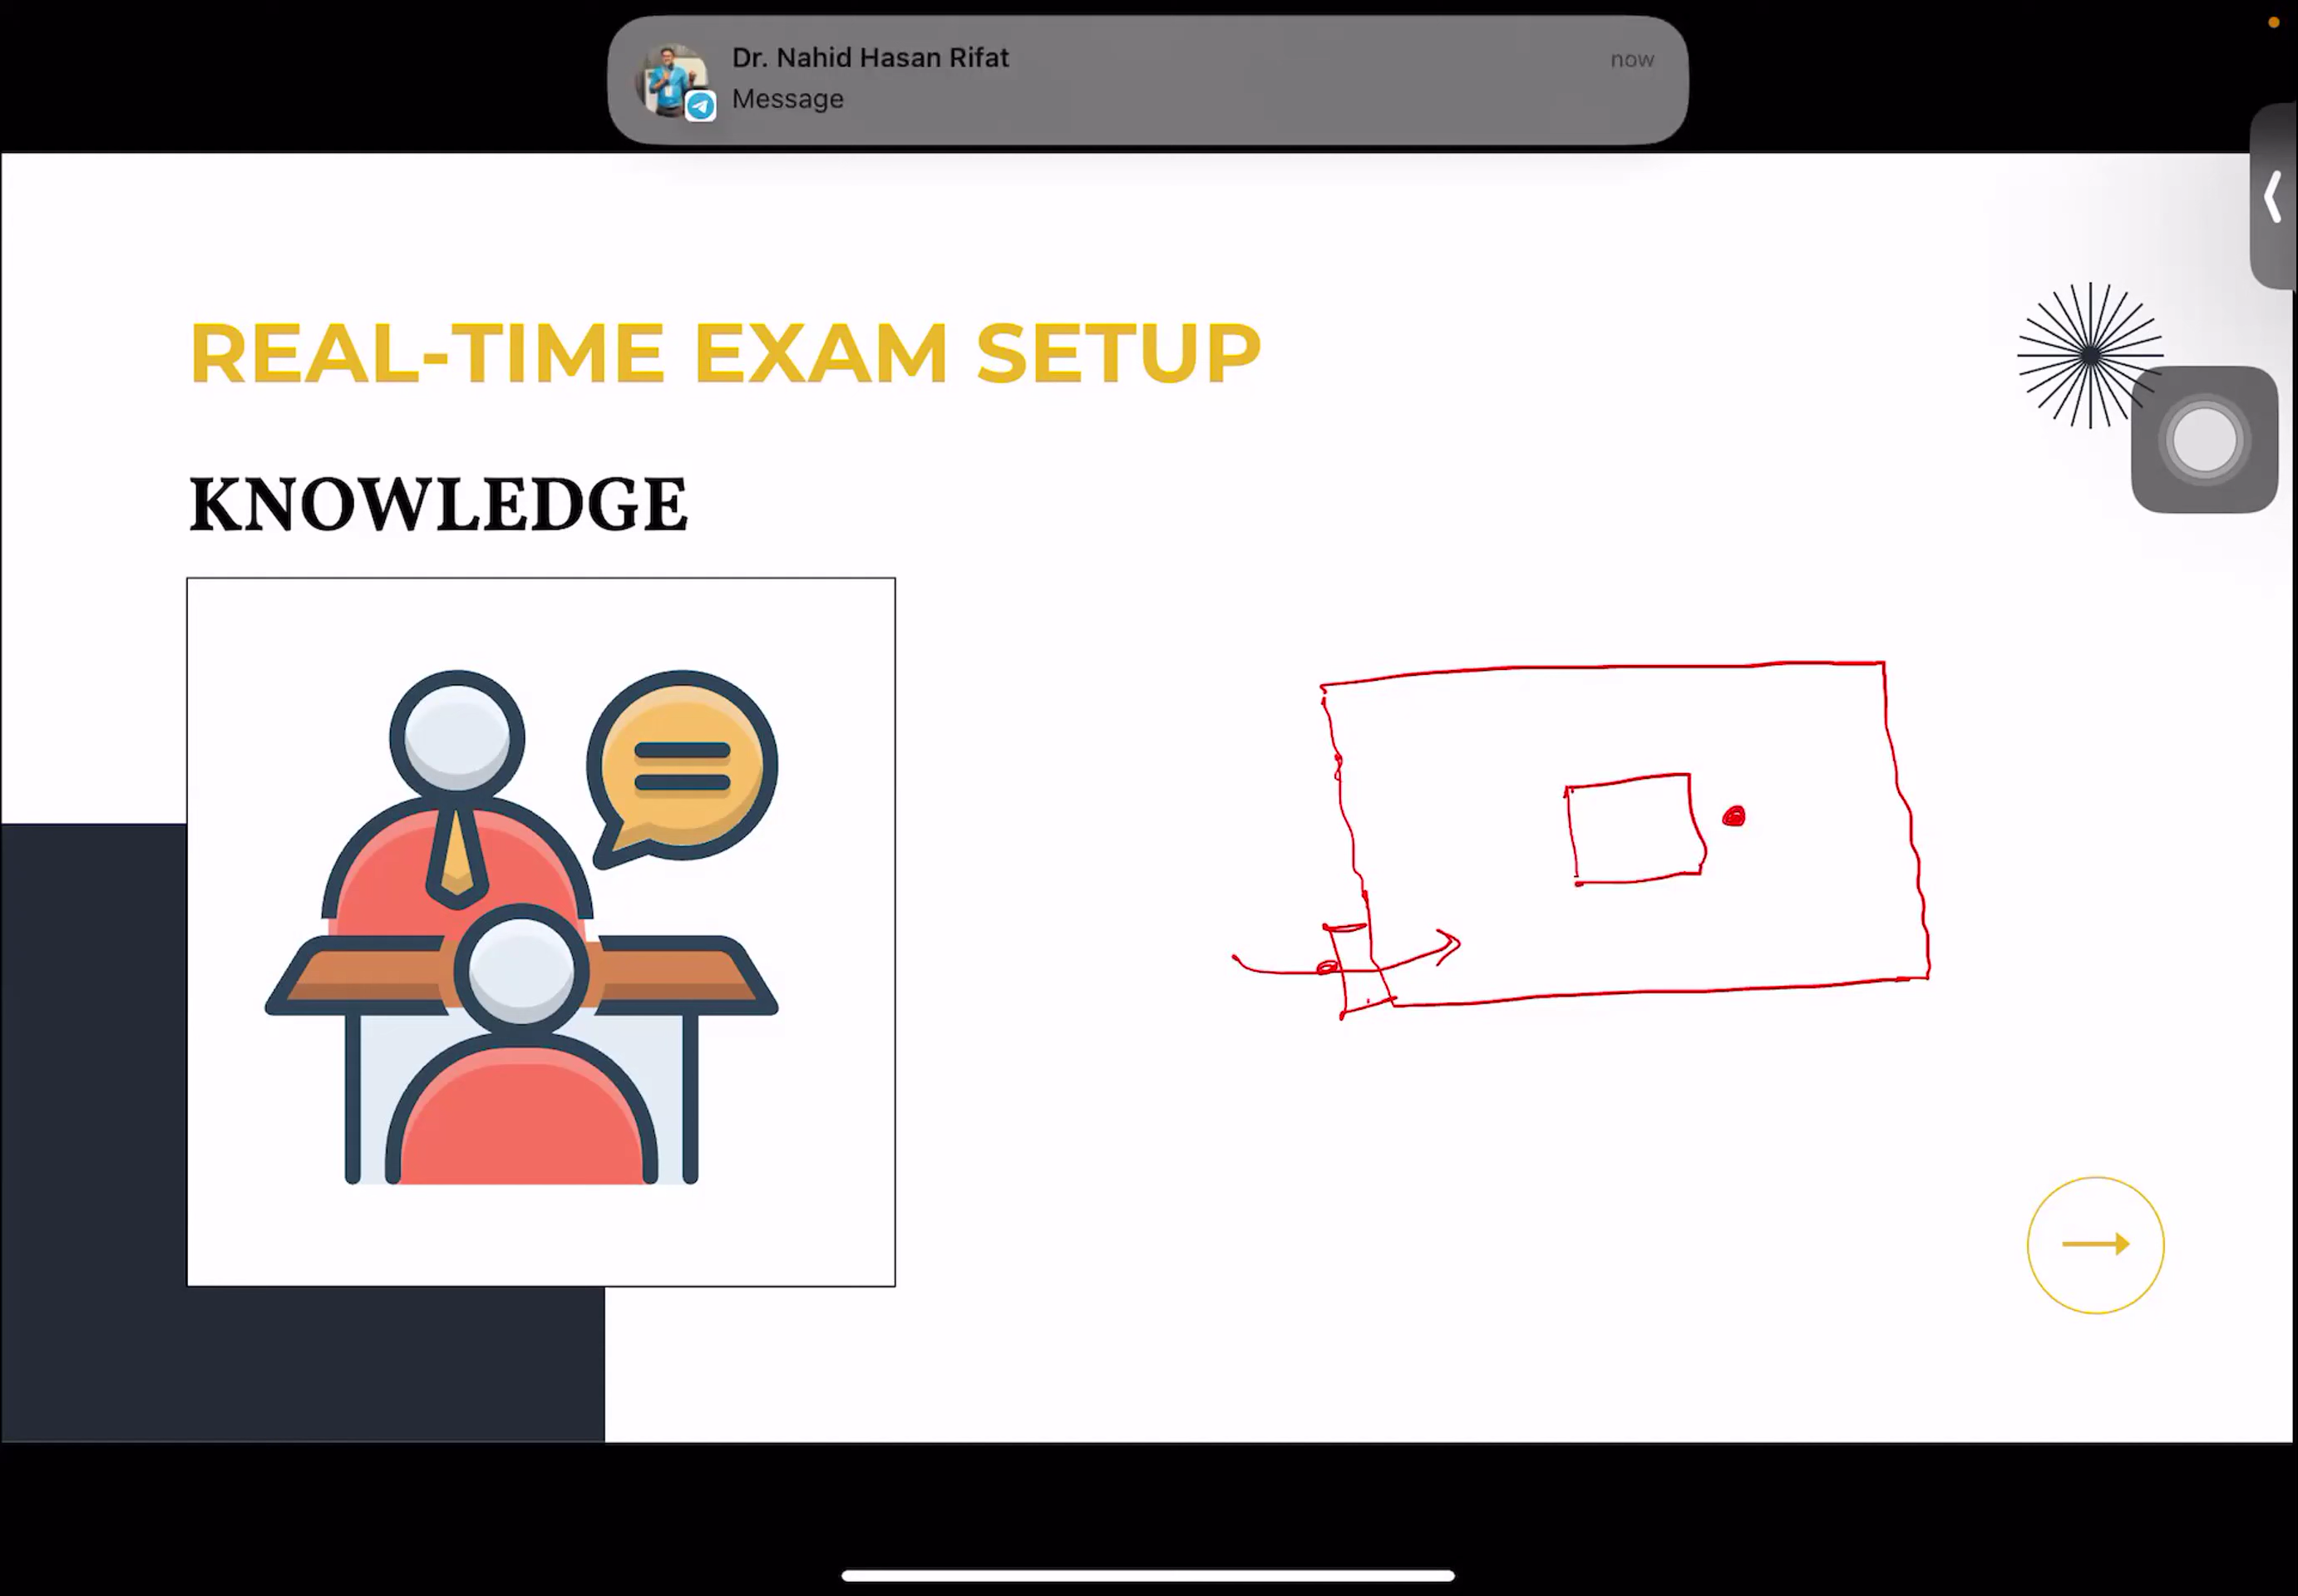 Dr. Nahid Hasan Rifat
now
Message
REAL-TIME EXAM SETUP
KNOWLEDGE